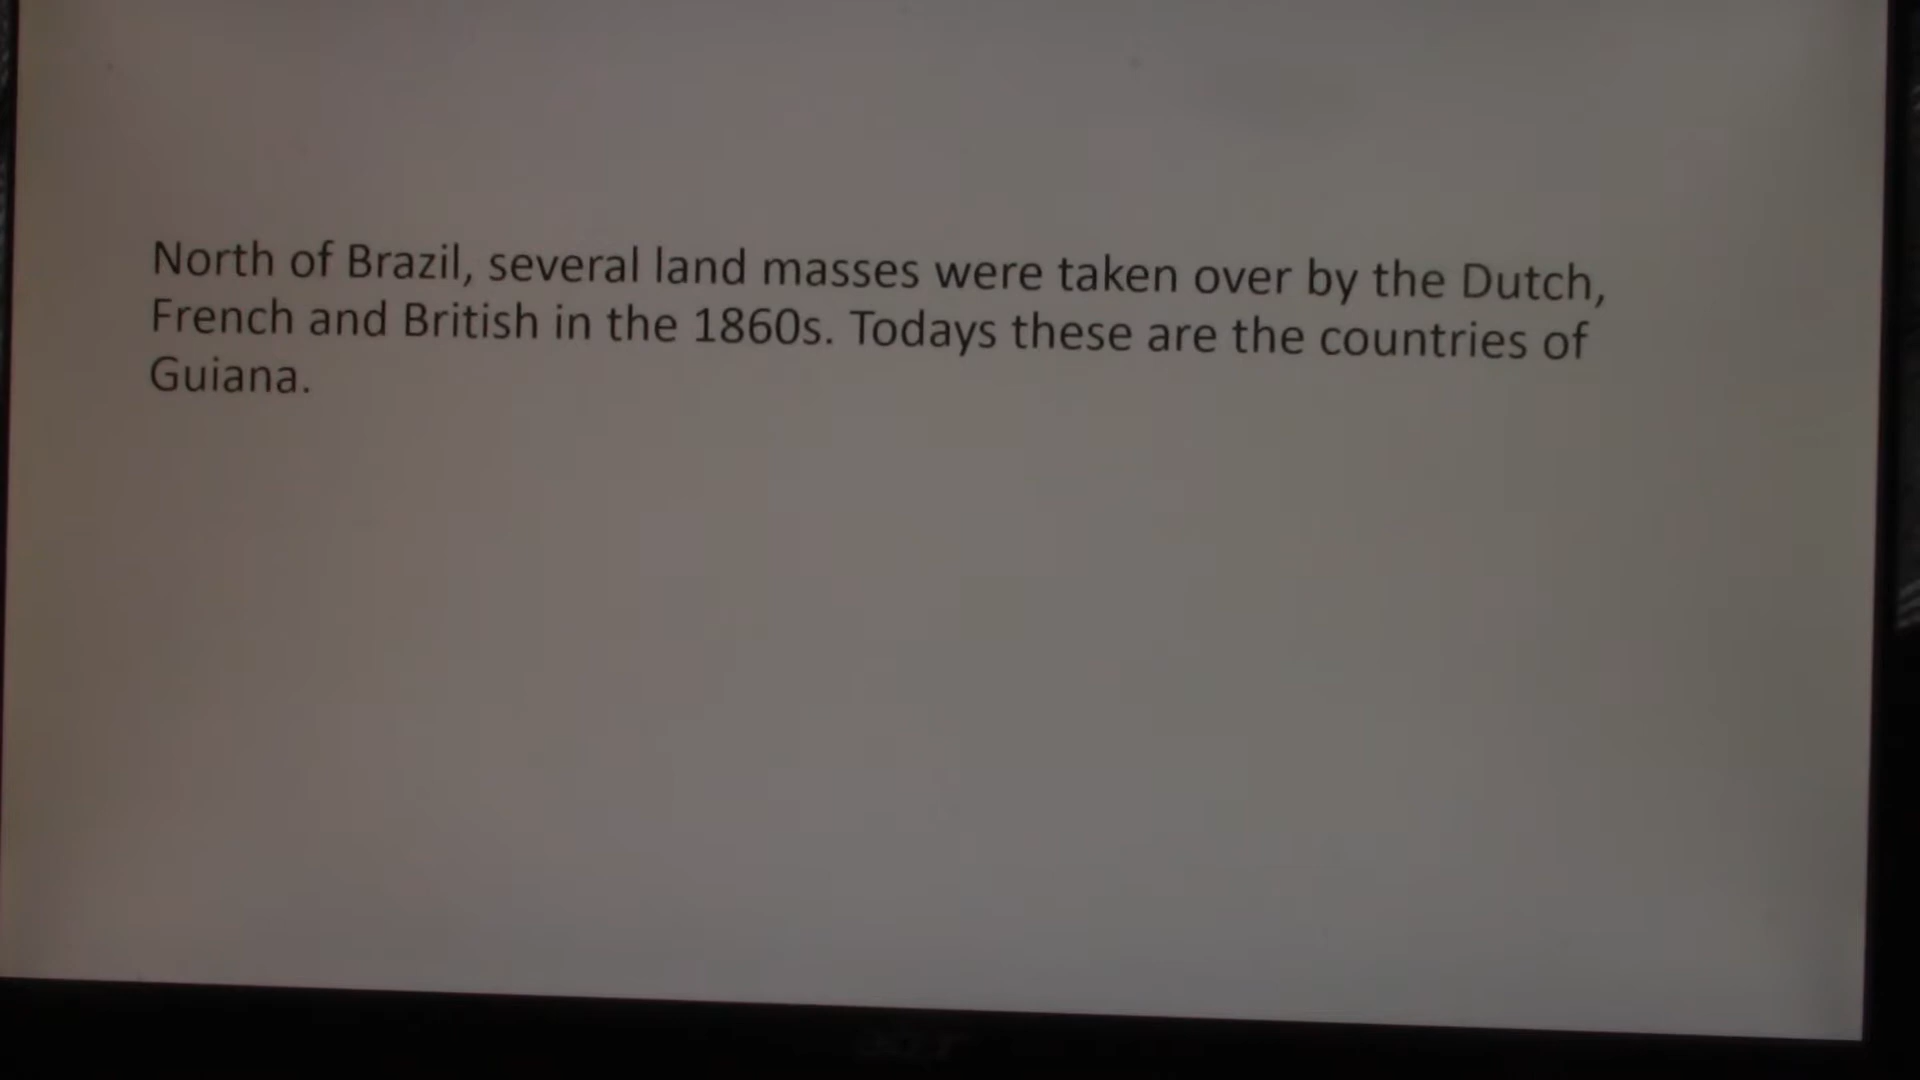 North of Brazil, several land masses were taken over by the Dutch,
French and British in the 1860s. Todays these are the countries of
Guiana.
acer